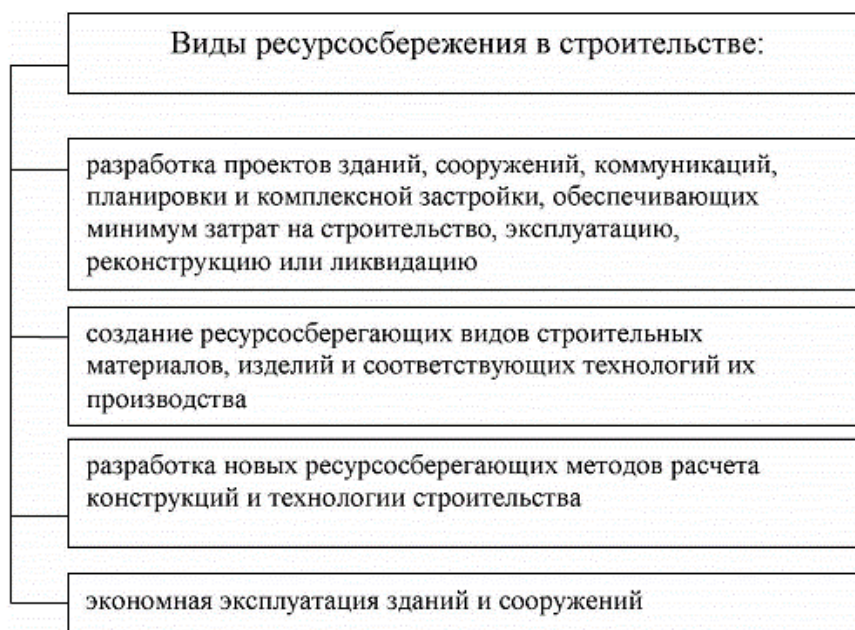 Виды ресурсосбережения в строительстве:
разработка проектов зданий, сооружений, коммуникаций,
планировки и комплексной застройки, обеспечивающих
минимум затрат на строительство, эксплуатацию,
реконструкцию или ликвидацию
создание ресурсосберегающих видов строительных
материалов, изделий и соответствующих технологий их
производства
разработка новых ресурсосберегающих методов расчета
конструкций и технологии строительства
экономная эксплуатация зданий и сооружений